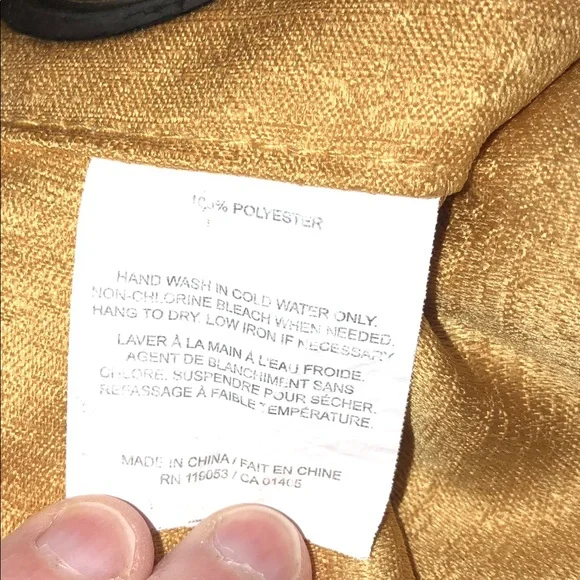 100% POLYESTER
HAND WASH IN COLD WATER ONLY.
NON-CHLORINE BLEACH WHEN NEEDED.
HANG TO DRY, LOW IRON IF NECESSARY
LAVER À LA MAIN À L'EAU FROIDE.
AGENT DE BLANCHIMENT SANS
CHLORE. SUSPENDRE POUR SÉCHER.
REPASSAGE À FAIBLE TEMPÉRATURE.
MADE IN CHINA / FAIT EN CHINE
RN 119053 / CA 01405